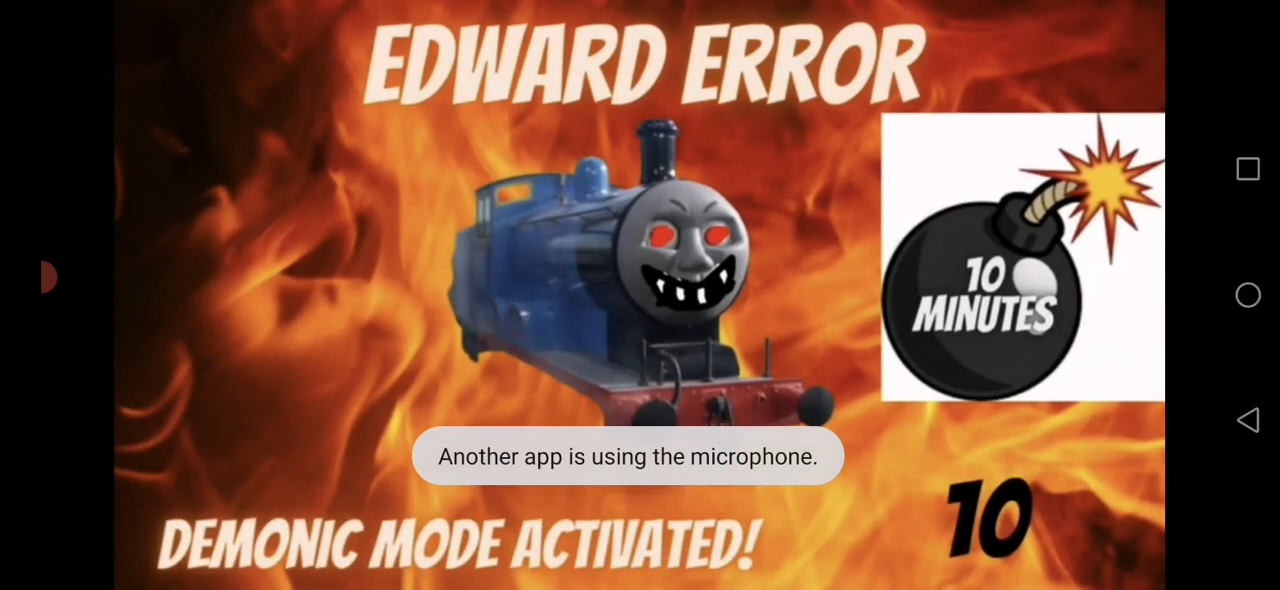 EDWARD ERROR
10
MINUTES
Another app is using the microphone.
DEMONIC MODE ACTIVATED!
10